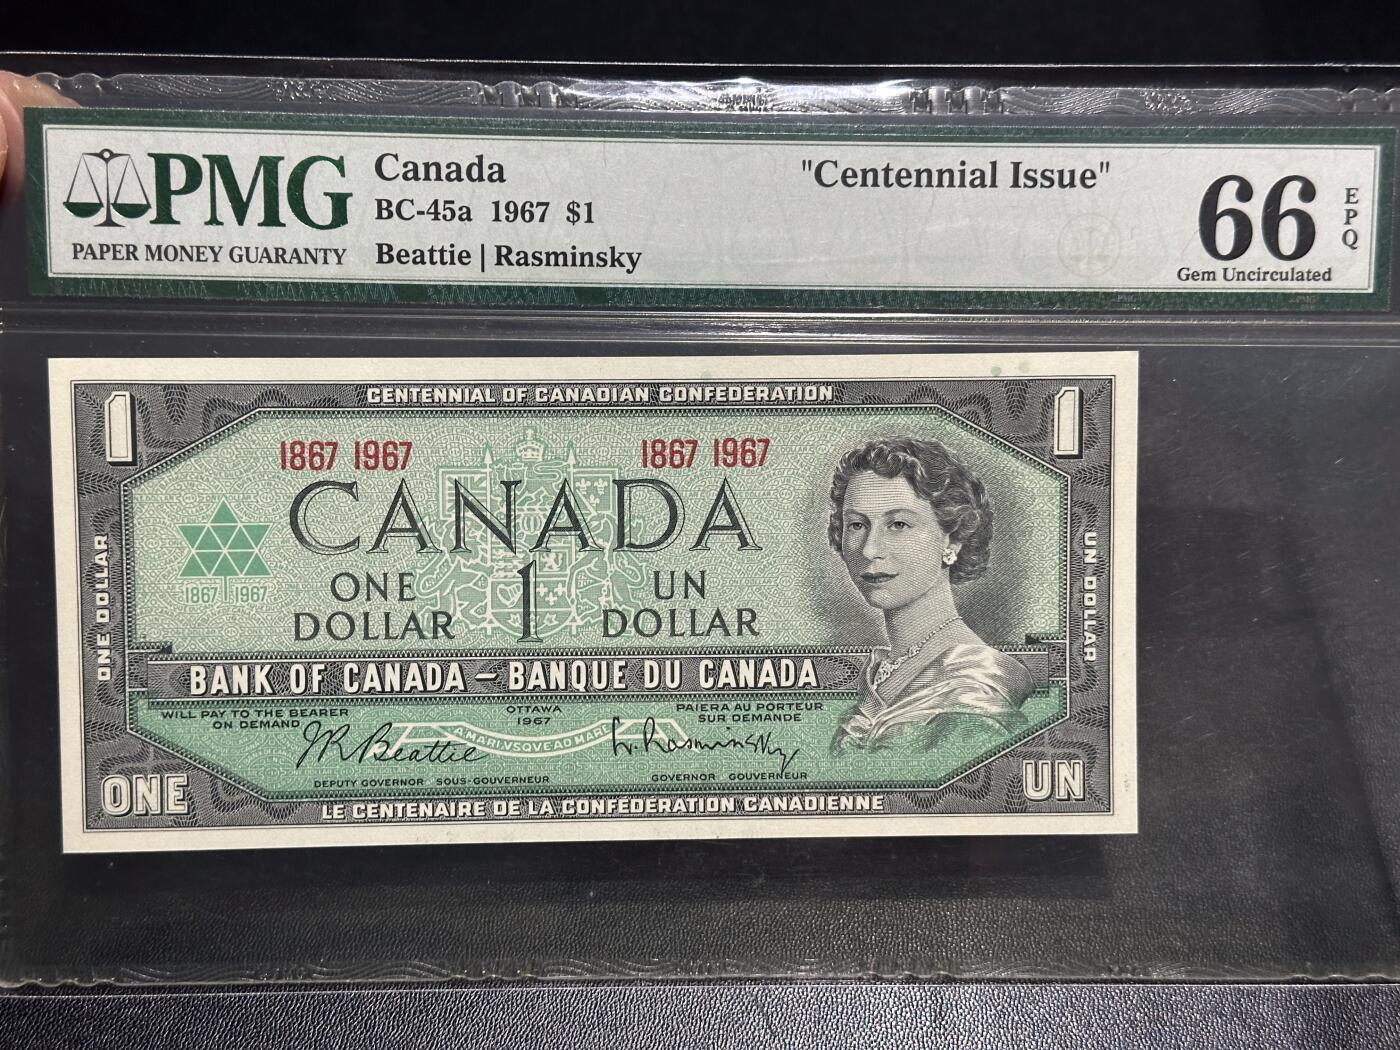 PMG
PAPER MONEY GUARANTY
Canada
BC-45a 1967 $1
Beattie | Rasminsky
"Centennial Issue"
66
EPQ
Gem Uncirculated
1
CENTENNIAL OF CANADIAN CONFEDERATION
1
1867 1967
1867 1967
CANADA
1867 1967
ONE DOLLAR
1
UN DOLLAR
ONE DOLLAR
UN DOLLAR
BANK OF CANADA – BANQUE DU CANADA
WILL PAY TO THE BEARER
ON DEMAND
OTTAWA
1967
PAIERA AU PORTEUR
SUR DEMANDE
A MARI VSQVE AD MARE
JR Beattie
L. Rasminsky
DEPUTY GOVERNOR SOUS-GOUVERNEUR
GOVERNOR GOUVERNEUR
ONE
LE CENTENAIRE DE LA CONFÉDÉRATION CANADIENNE
UN